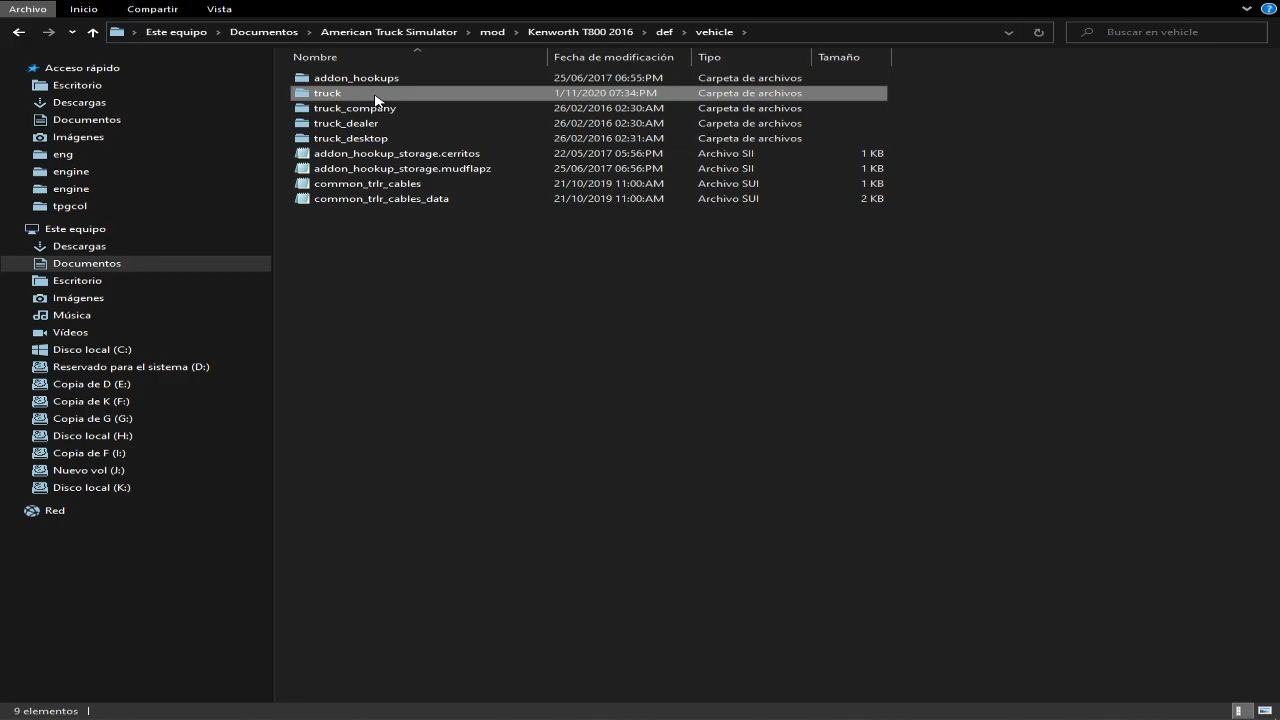 Archivo Inicio Compartir Vista
Este equipo Documentos American Truck Simulator mod Kenworth T800 2016 def vehicle Buscar en vehicle
Nombre Fecha de modificación Tipo Tamaño
Acceso rápido
Escritorio
Descargas
Documentos
Imágenes
eng
engine
engine
tpgcol
Este equipo
Descargas
Documentos
Escritorio
Imágenes
Música
Vídeos
Disco local (C:)
Reservado para el sistema (D:)
Copia de D (E:)
Copia de K (F:)
Copia de G (G:)
Disco local (H:)
Copia de F (I:)
Nuevo vol (J:)
Disco local (K:)
Red
addon_hookups 25/06/2017 06:55:PM Carpeta de archivos
truck 1/11/2020 07:34:PM Carpeta de archivos
truck_company 26/02/2016 02:30:AM Carpeta de archivos
truck_dealer 26/02/2016 02:30:AM Carpeta de archivos
truck_desktop 26/02/2016 02:31:AM Carpeta de archivos
addon_hookup_storage.cerritos 22/05/2017 05:56:PM Archivo SII 1 KB
addon_hookup_storage.mudflapz 25/06/2017 06:56:PM Archivo SII 1 KB
common_trlr_cables 21/10/2019 11:00:AM Archivo SUI 1 KB
common_trlr_cables_data 21/10/2019 11:00:AM Archivo SUI 2 KB
9 elementos